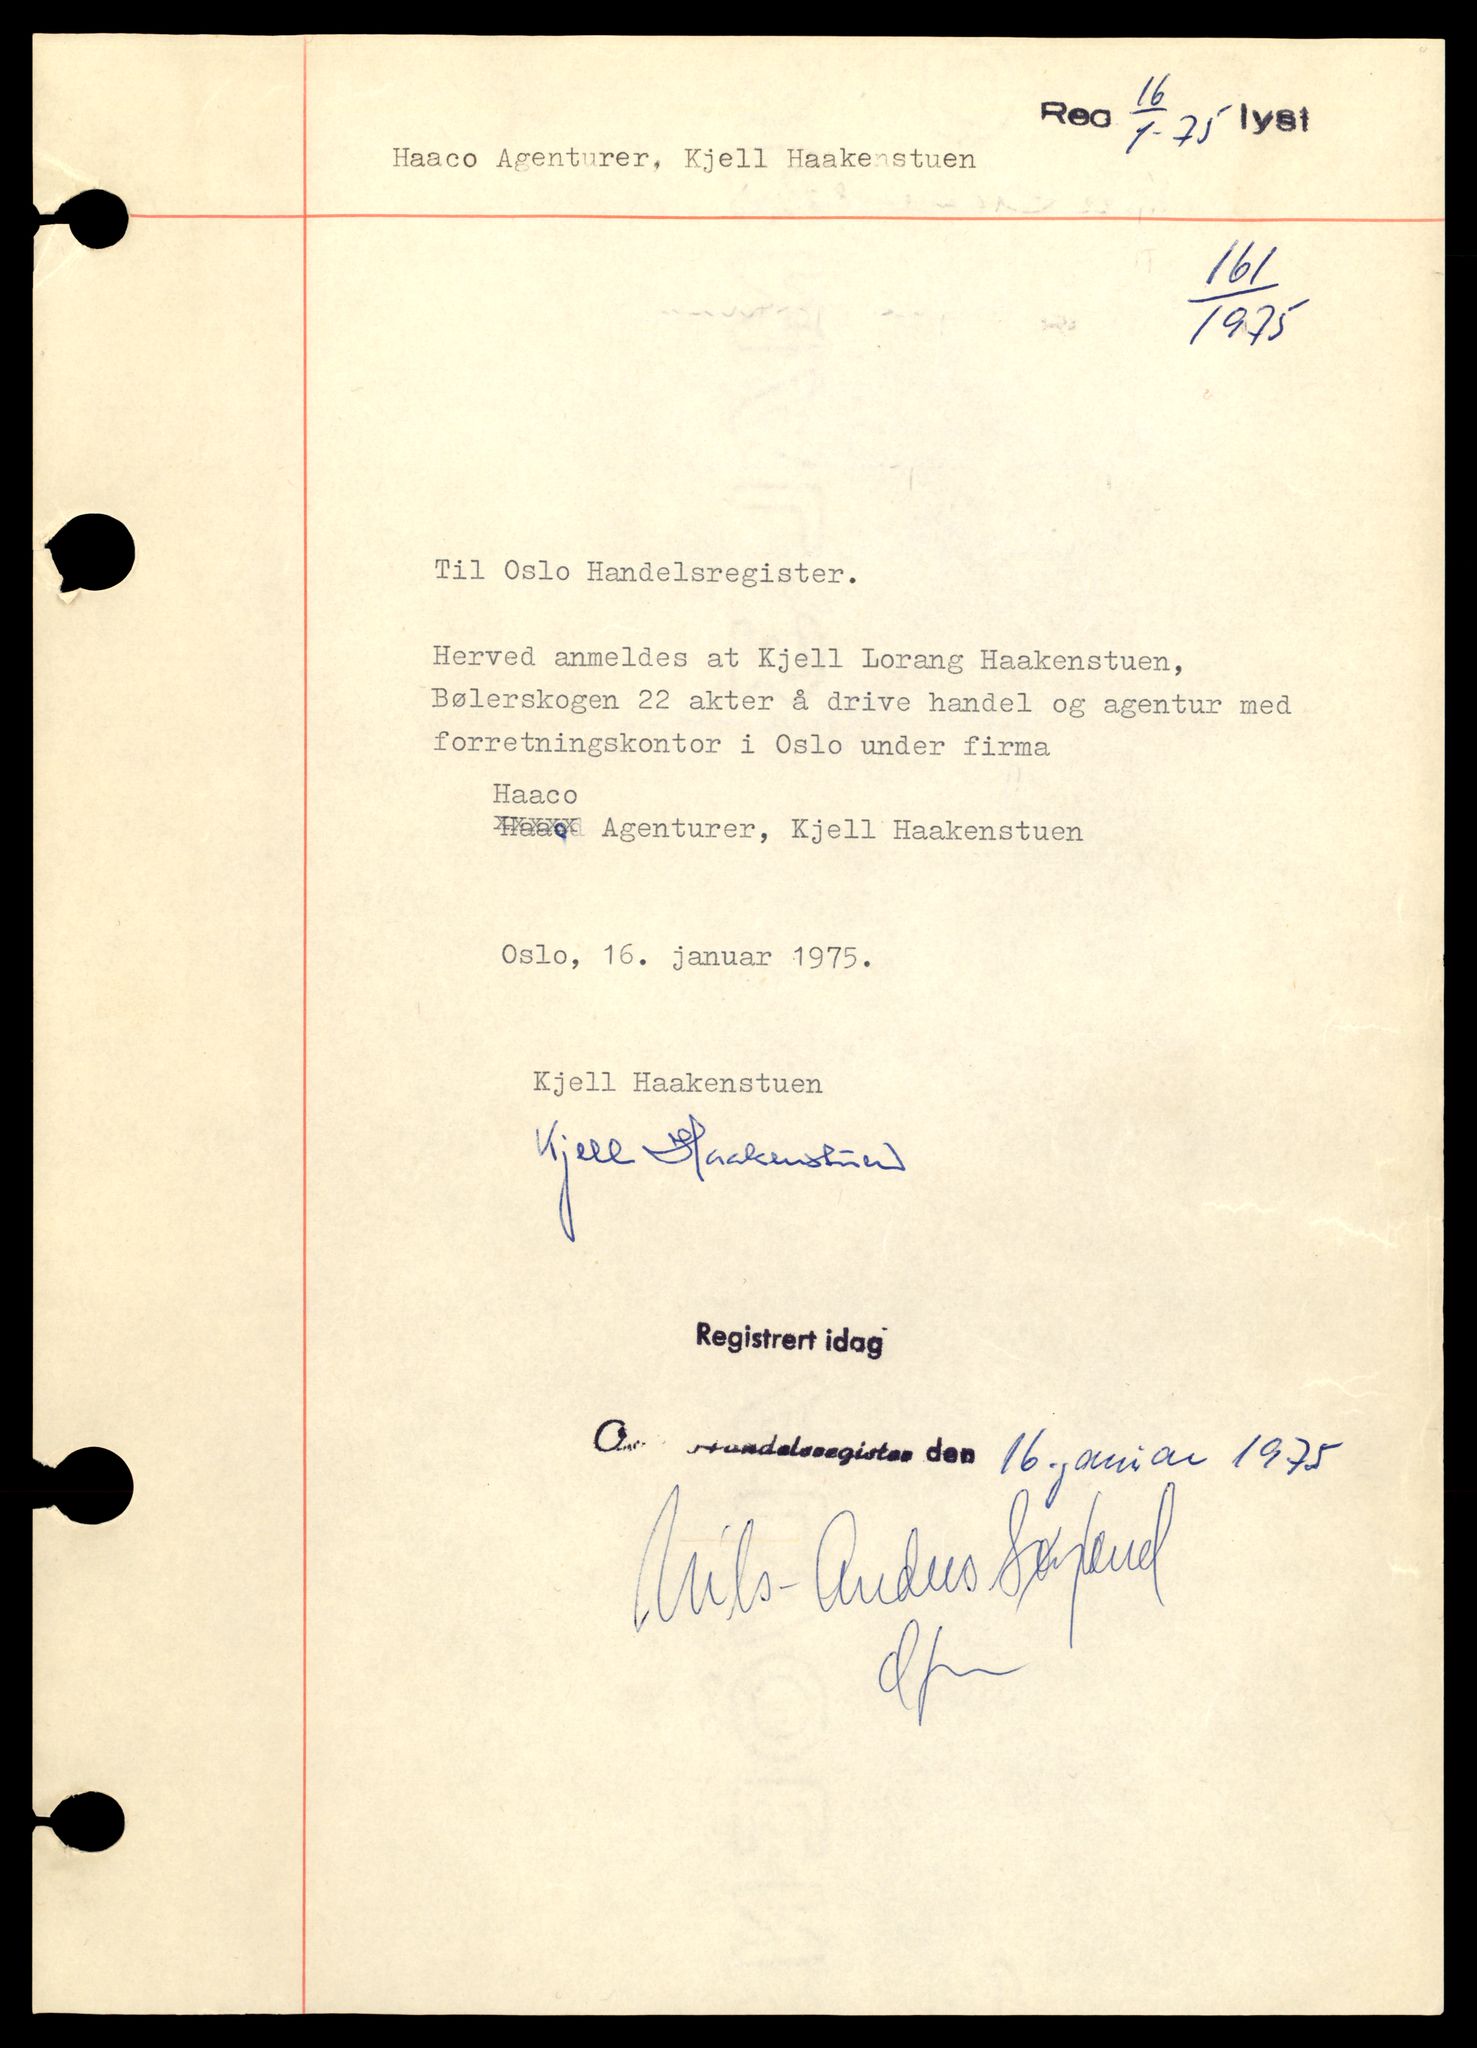 Reg 16/1-75 lyst
Haaco Agenturer, Kjell Haakenstuen
161/1975
Til Oslo Handelsregister.
Herved anmeldes at Kjell Lorang Haakenstuen,
Bølerskogen 22 akter å drive handel og agentur med
forretningskontor i Oslo under firma
Haaco
Agenturer, Kjell Haakenstuen
Oslo, 16. januar 1975.
Kjell Haakenstuen
Kjell Haakenstuen
Registrert idag
Handelsregister den 16. januar 1975
Nils-Anders